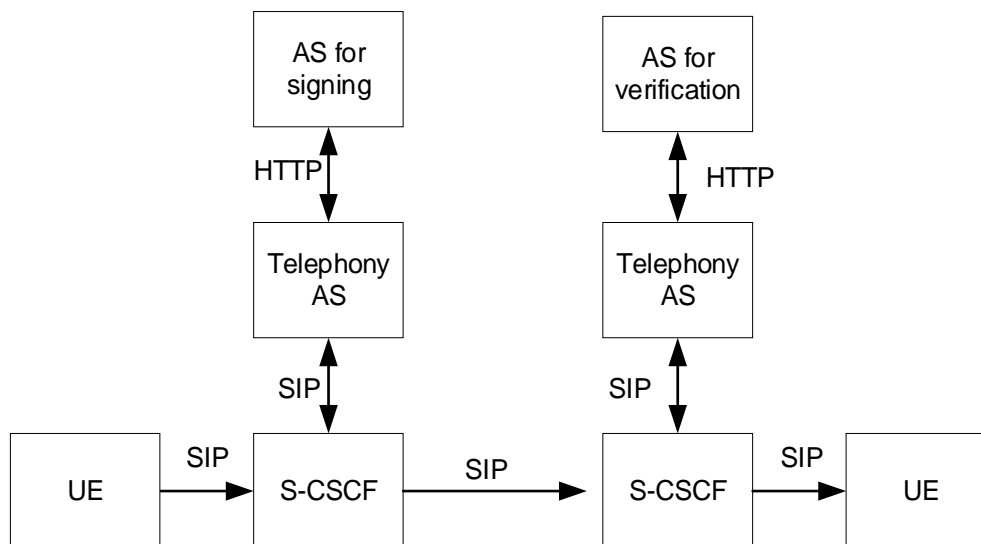 AS for
signing
AS for
verification
HTTP
HTTP
Telephony
AS
Telephony
AS
SIP
SIP
UE
SIP
S-CSCF
SIP
S-CSCF
SIP
UE